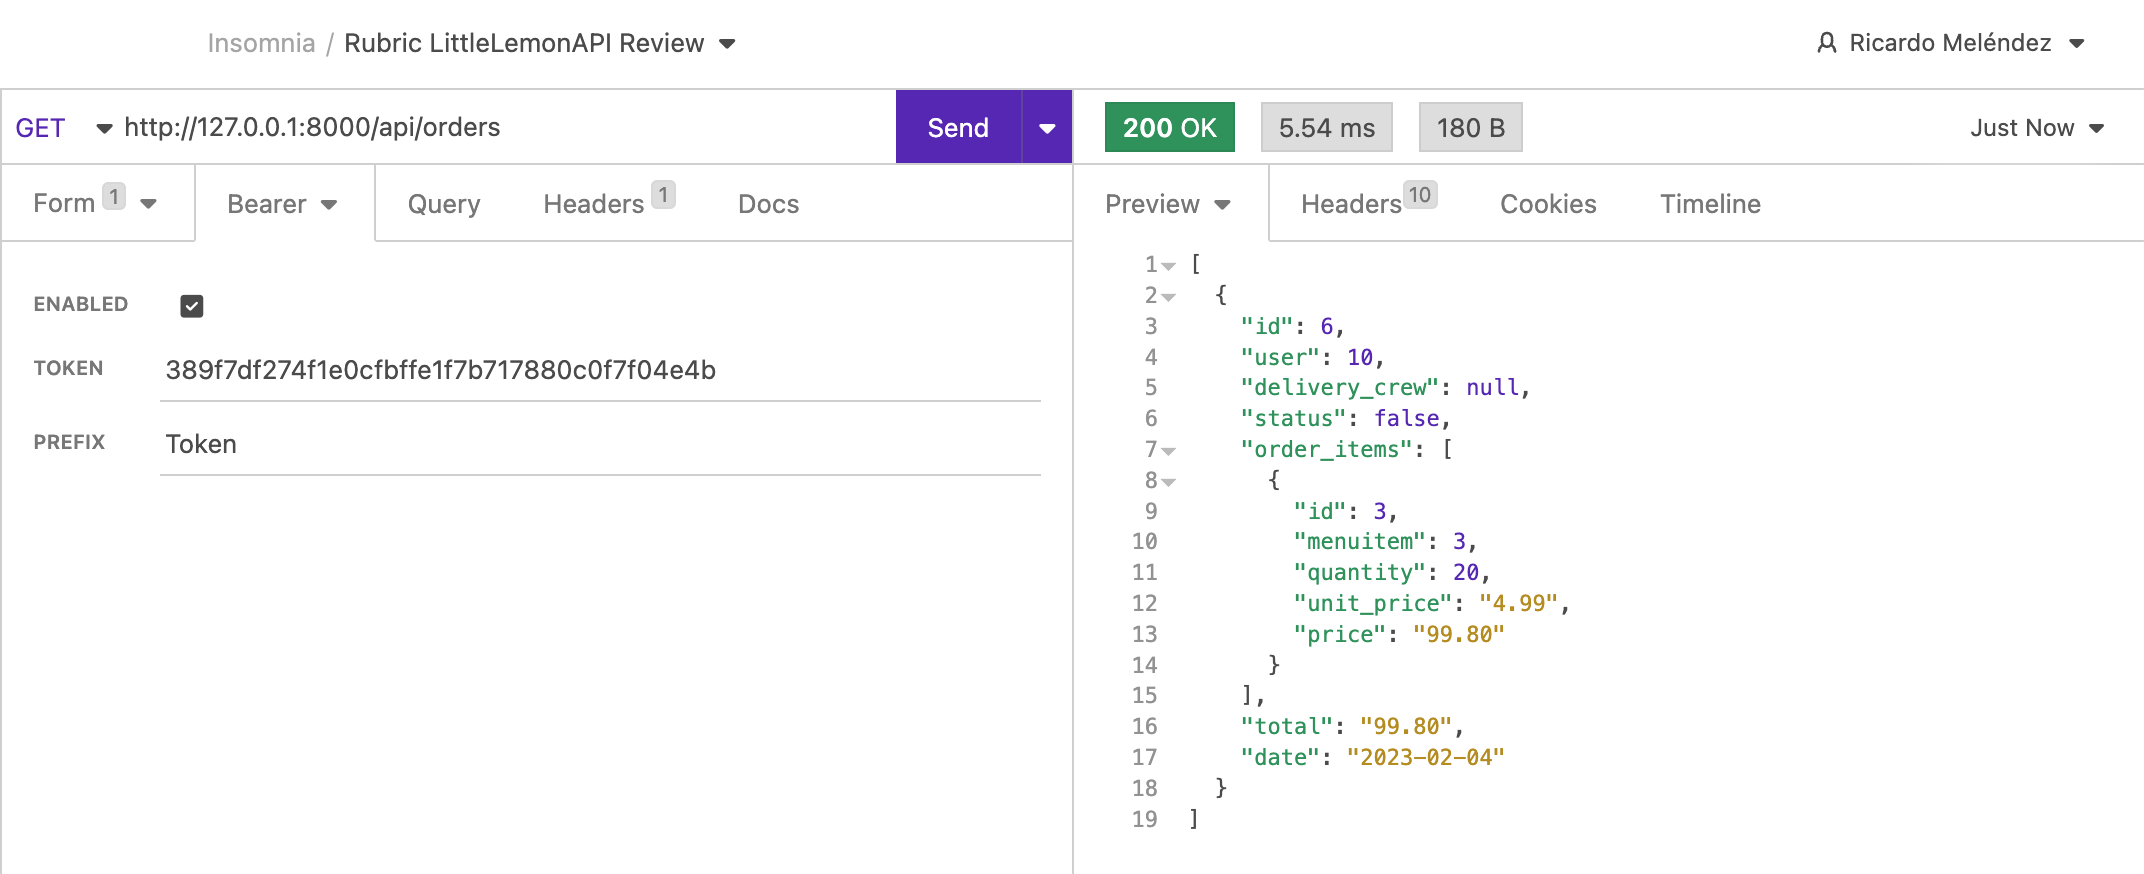 Insomnia / Rubric LittleLemonAPI Review
Ricardo Meléndez
GET http://127.0.0.1:8000/api/orders
Send
200 OK
5.54 ms
180 B
Just Now
Form 1
Bearer
Query
Headers 1
Docs
Preview
Headers 10
Cookies
Timeline
ENABLED
TOKEN 389f7df274f1e0cfbffe1f7b717880c0f7f04e4b
PREFIX Token
1 [
2 {
3 "id": 6,
4 "user": 10,
5 "delivery_crew": null,
6 "status": false,
7 "order_items": [
8 {
9 "id": 3,
10 "menuitem": 3,
11 "quantity": 20,
12 "unit_price": "4.99",
13 "price": "99.80"
14 }
15 ],
16 "total": "99.80",
17 "date": "2023-02-04"
18 }
19 ]